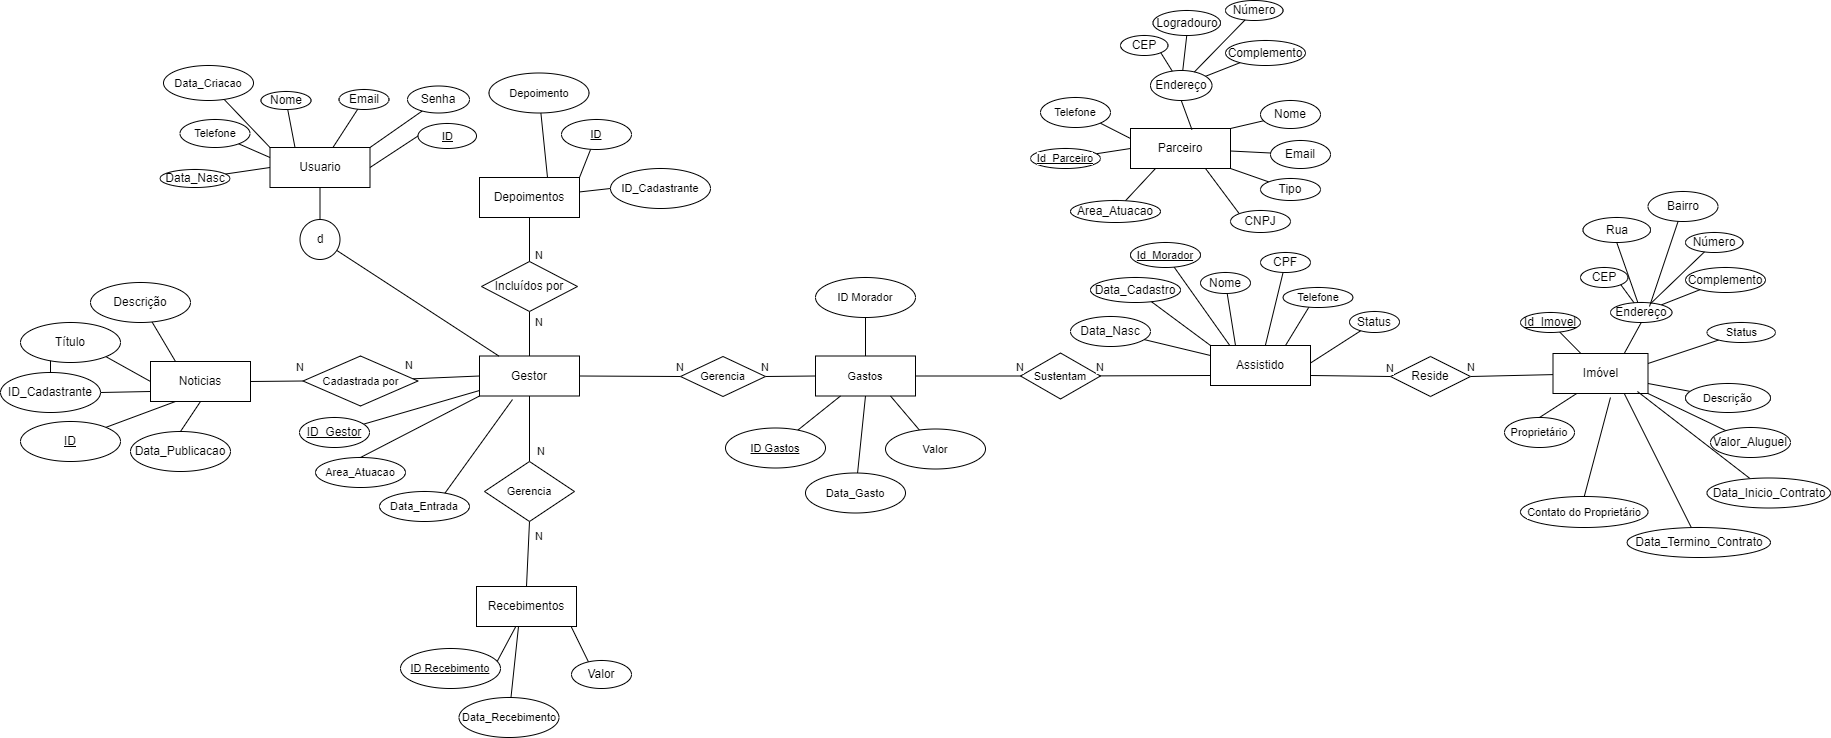 Número
Logradouro
CEP
Complemento
Endereço
Data_Criacao
Nome
Email
Senha
Telefone
ID
Usuario
Data_Nasc
d
Depoimento
ID
ID_Cadastrante
Depoimentos
N
Incluídos por
N
Telefone
Nome
Id_Parceiro
Parceiro
Email
Tipo
Area_Atuacao
CNPJ
Id_Morador
CPF
Data_Cadastro
Nome
Telefone
Data_Nasc
Status
Assistido
Bairro
Rua
Número
CEP
Complemento
Endereço
Id_Imovel
Status
Imóvel
Descrição
Proprietário
Valor_Aluguel
Data_Inicio_Contrato
Contato do Proprietário
Data_Termino_Contrato
Descrição
Título
ID_Cadastrante
Noticias
ID
Data_Publicacao
N
Cadastrada por
N
Gestor
ID_Gestor
Area_Atuacao
Data_Entrada
N
Gerencia
N
ID Morador
Gastos
ID Gastos
Valor
Data_Gasto
N
Sustentam
N
N
Reside
N
N
Gerencia
N
Recebimentos
ID Recebimento
Valor
Data_Recebimento